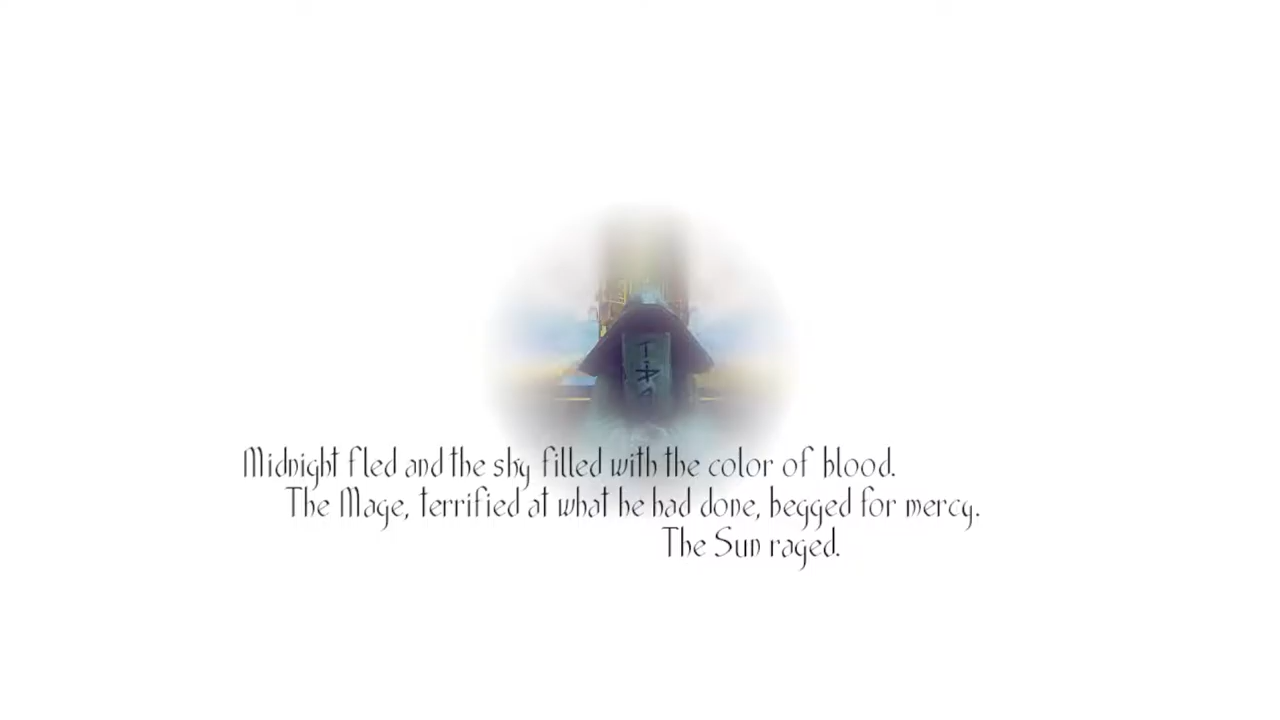 Midnight fled and the sky filled with the color of blood.
The Mage, terrified at what he had done, begged for mercy.
The Sun raged.